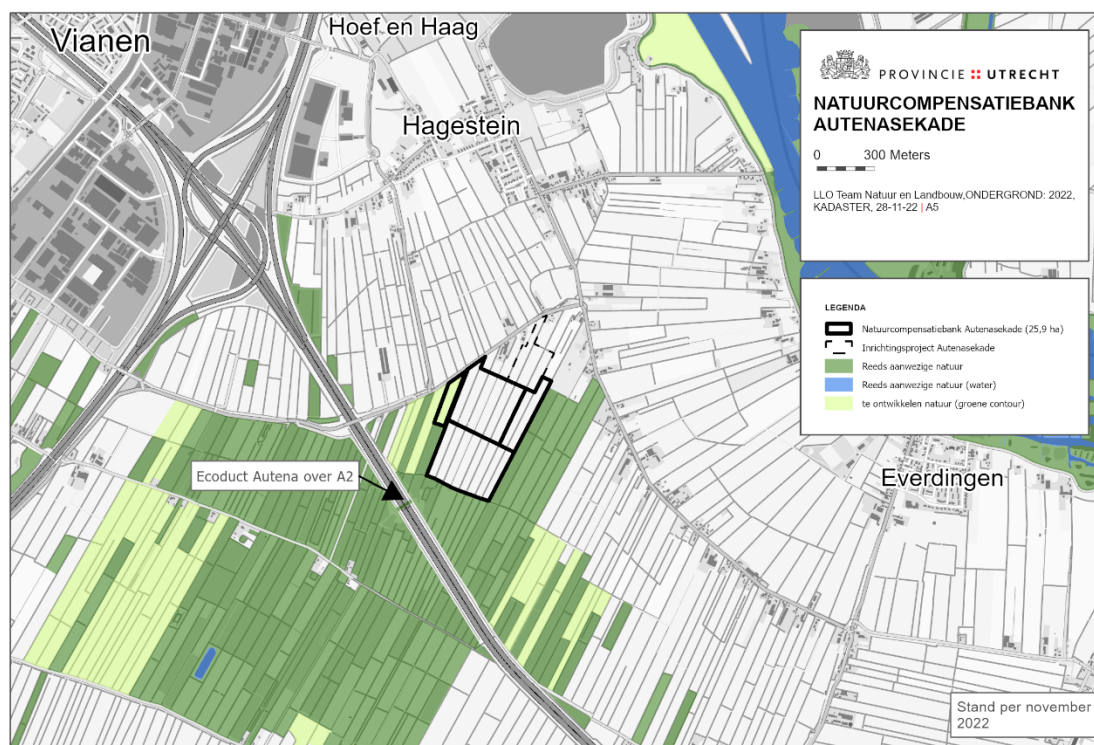 Vianen
Hoef en Haag
Hagestein
Everdingen
Ecoduct Autena over A2
PROVINCIE UTRECHT
NATUURCOMPENSATIEBANK
AUTENASEKADE
0 300 Meters
LLO Team Natuur en Landbouw,ONDERGROND: 2022,
KADASTER, 28-11-22 | A5
LEGENDA
Natuurcompensatiebank Autenasekade (25,9 ha)
Inrichtingsproject Autenasekade
Reeds aanwezige natuur
Reeds aanwezige natuur (water)
te ontwikkelen natuur (groene contour)
Stand per november
2022